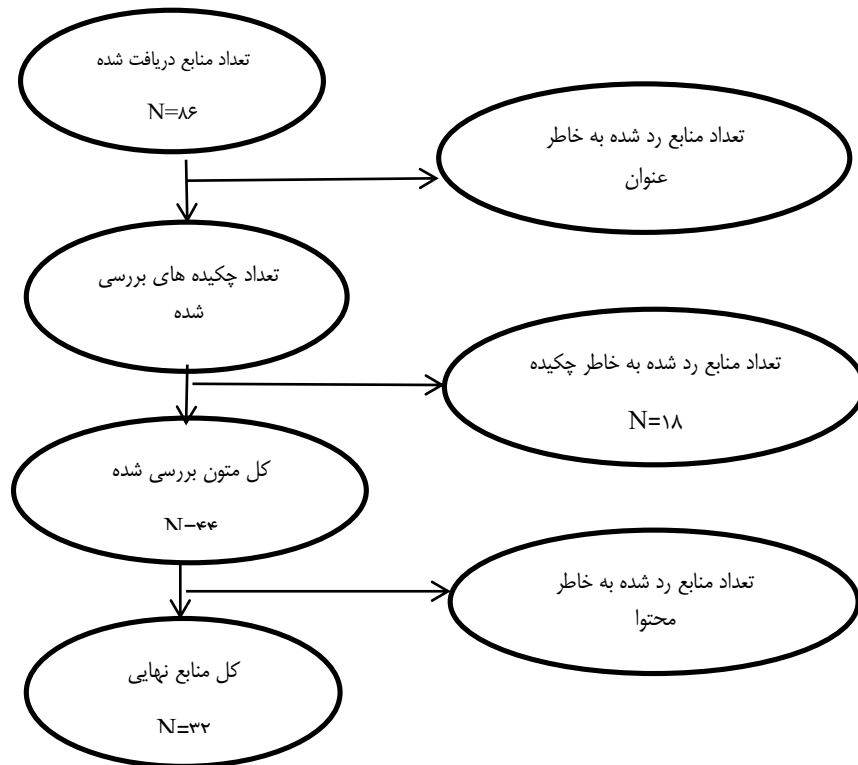 تعداد منابع دریافت شده
N=۸۶
تعداد منابع رد شده به خاطر
عنوان
تعداد چکیده های بررسی
شده
تعداد منابع رد شده به خاطر چکیده
N=۱۸
کل متون بررسی شده
N=۴۴
تعداد منابع رد شده به خاطر
محتوا
کل منابع نهایی
N=۳۲